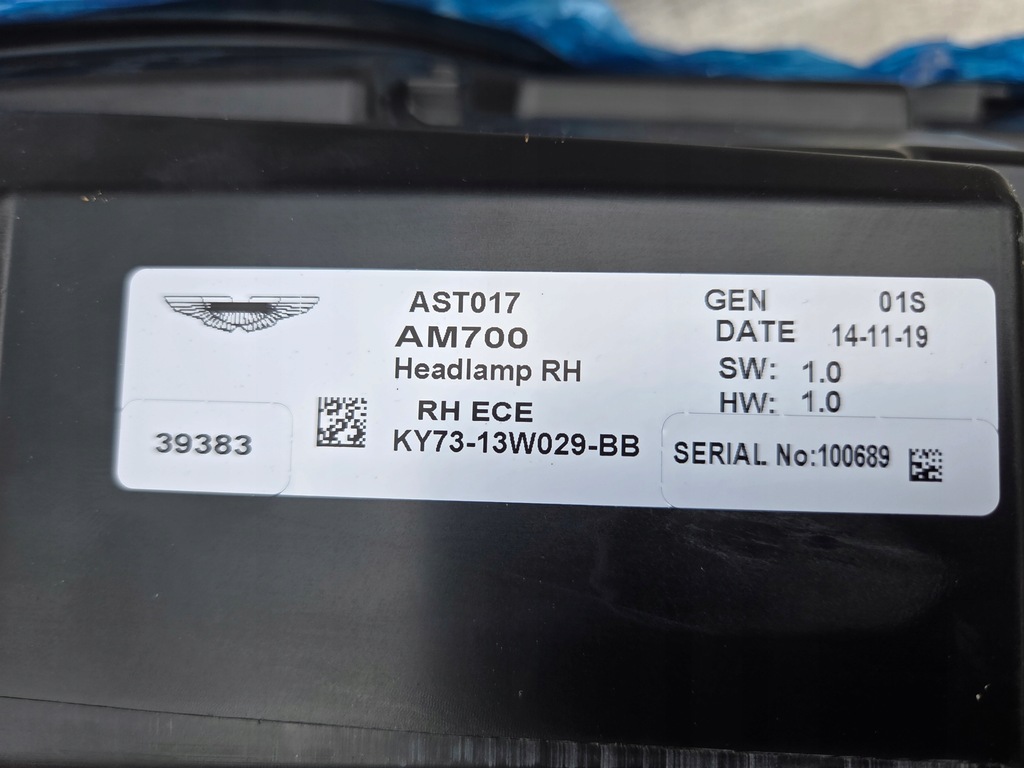 AST017
AM700
Headlamp RH
RH ECE
KY73-13W029-BB
39383
GEN 01S
DATE 14-11-19
SW: 1.0
HW: 1.0
SERIAL No:100689